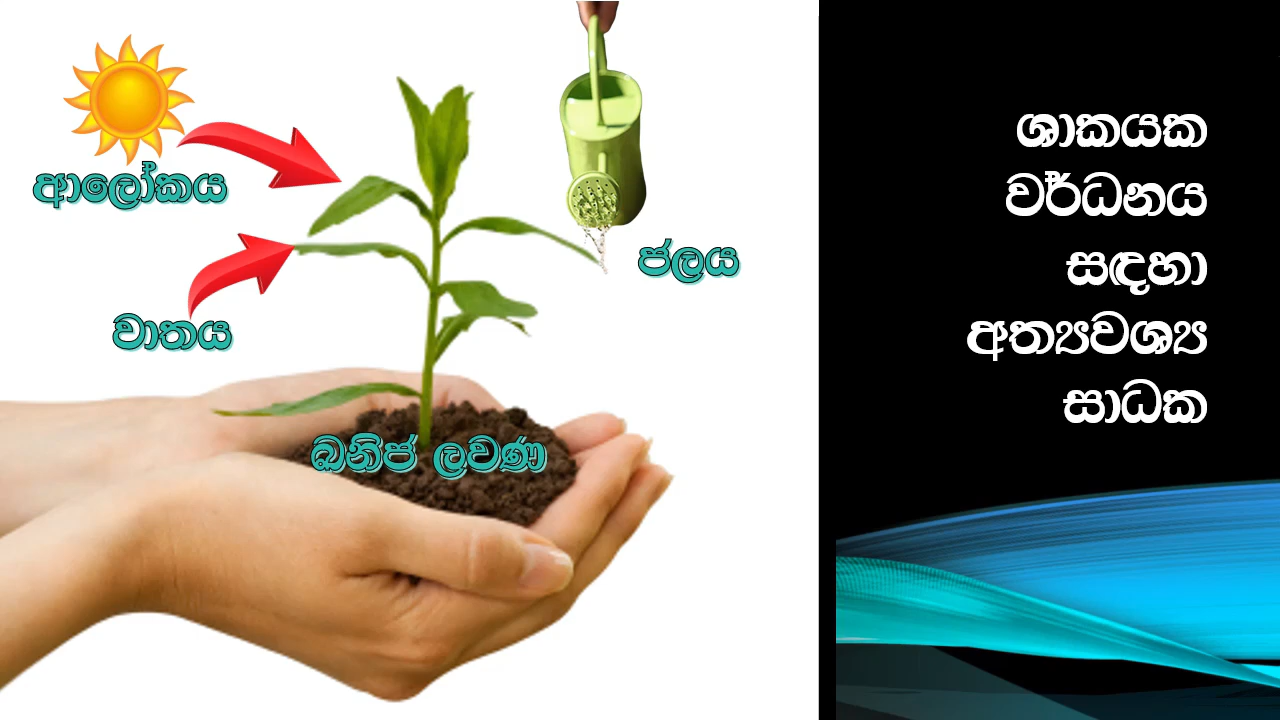 ආලෝකය
වාතය
ජලය
ඛනිජ ලවණ
ශාකයක
වර්ධනය
සඳහා
අත්‍යවශ්‍ය
සාධක